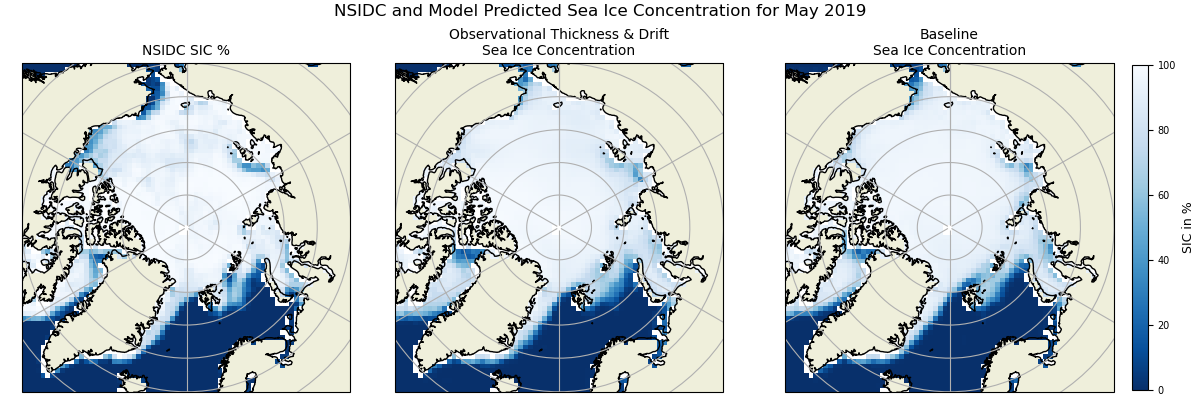 NSIDC and Model Predicted Sea Ice Concentration for May 2019
NSIDC SIC %
Observational Thickness & Drift
Sea Ice Concentration
Baseline
Sea Ice Concentration
100
80
60
40
20
0
SIC in %